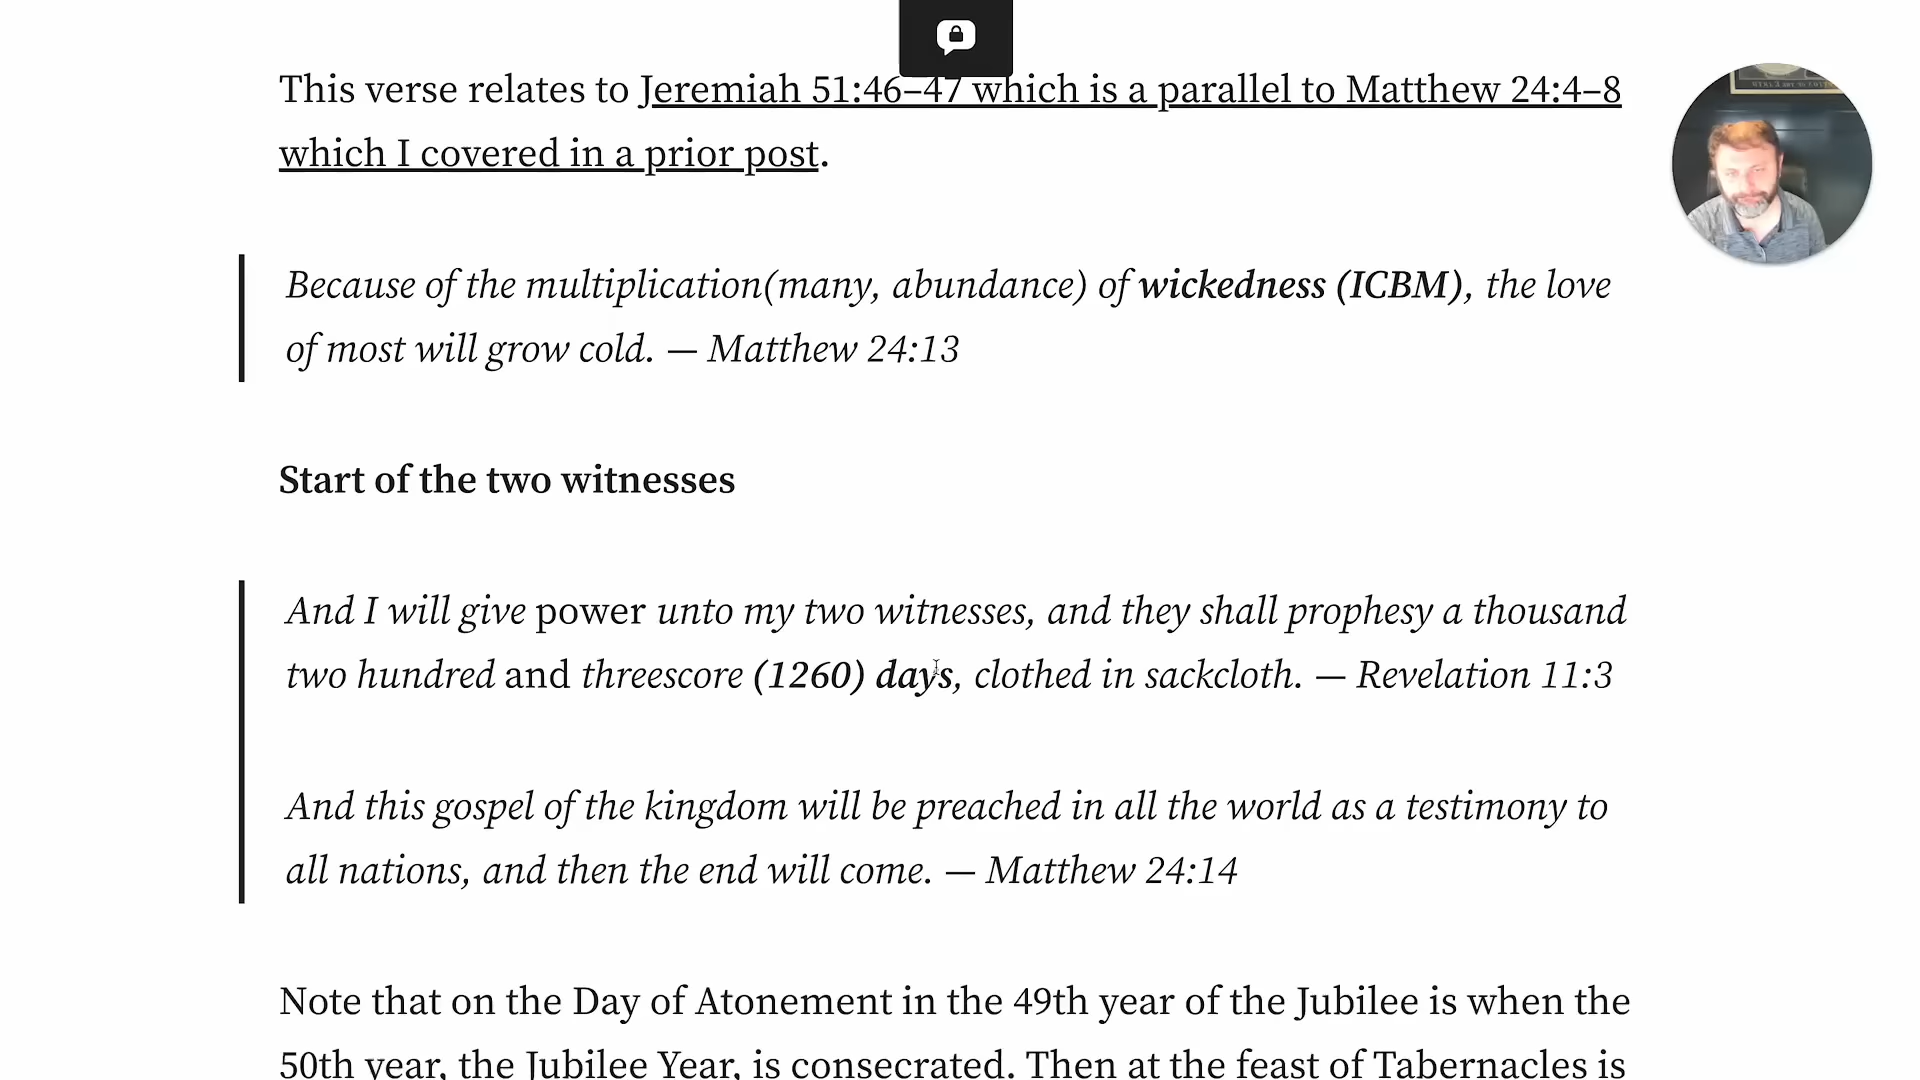 This verse relates to Jeremiah 51:46–47 which is a parallel to Matthew 24:4–8
which I covered in a prior post.
Because of the multiplication(many, abundance) of wickedness (ICBM), the love
of most will grow cold. — Matthew 24:13
Start of the two witnesses
And I will give power unto my two witnesses, and they shall prophesy a thousand
two hundred and threescore (1260) days, clothed in sackcloth. — Revelation 11:3
And this gospel of the kingdom will be preached in all the world as a testimony to
all nations, and then the end will come. — Matthew 24:14
Note that on the Day of Atonement in the 49th year of the Jubilee is when the
50th year, the Jubilee Year, is consecrated. Then at the feast of Tabernacles is